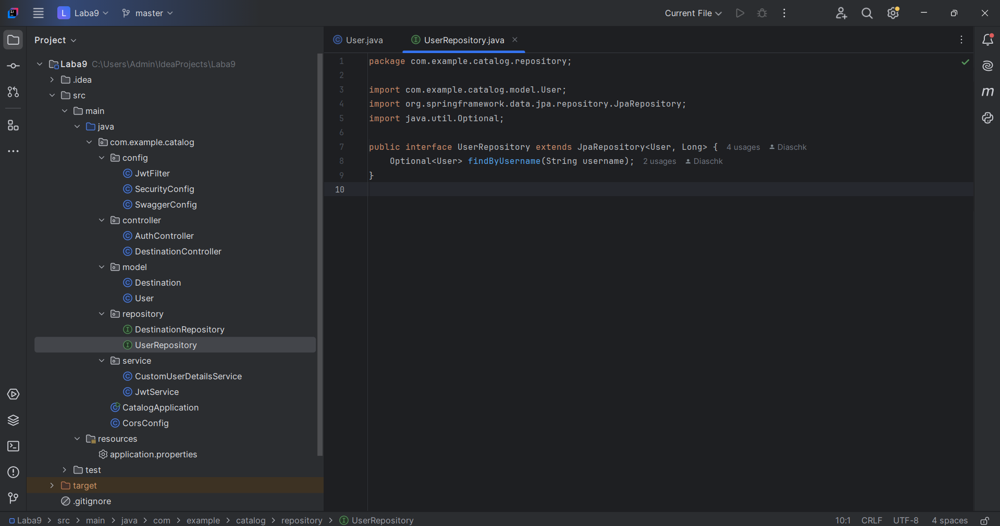 L Laba9 master Current File
Project
User.java UserRepository.java
Laba9 C:\Users\Admin\IdeaProjects\Laba9
.idea
src
main
java
com.example.catalog
config
JwtFilter
SecurityConfig
SwaggerConfig
controller
AuthController
DestinationController
model
Destination
User
repository
DestinationRepository
UserRepository
service
CustomUserDetailsService
JwtService
CatalogApplication
CorsConfig
resources
application.properties
test
target
.gitignore
1 package com.example.catalog.repository;
2
3 import com.example.catalog.model.User;
4 import org.springframework.data.jpa.repository.JpaRepository;
5 import java.util.Optional;
6
7 public interface UserRepository extends JpaRepository<User, Long> { 4 usages Diaschk
8 Optional<User> findByUsername(String username); 2 usages Diaschk
9 }
10
m
Laba9 > src > main > java > com > example > catalog > repository > UserRepository
10:1 CRLF UTF-8 4 spaces